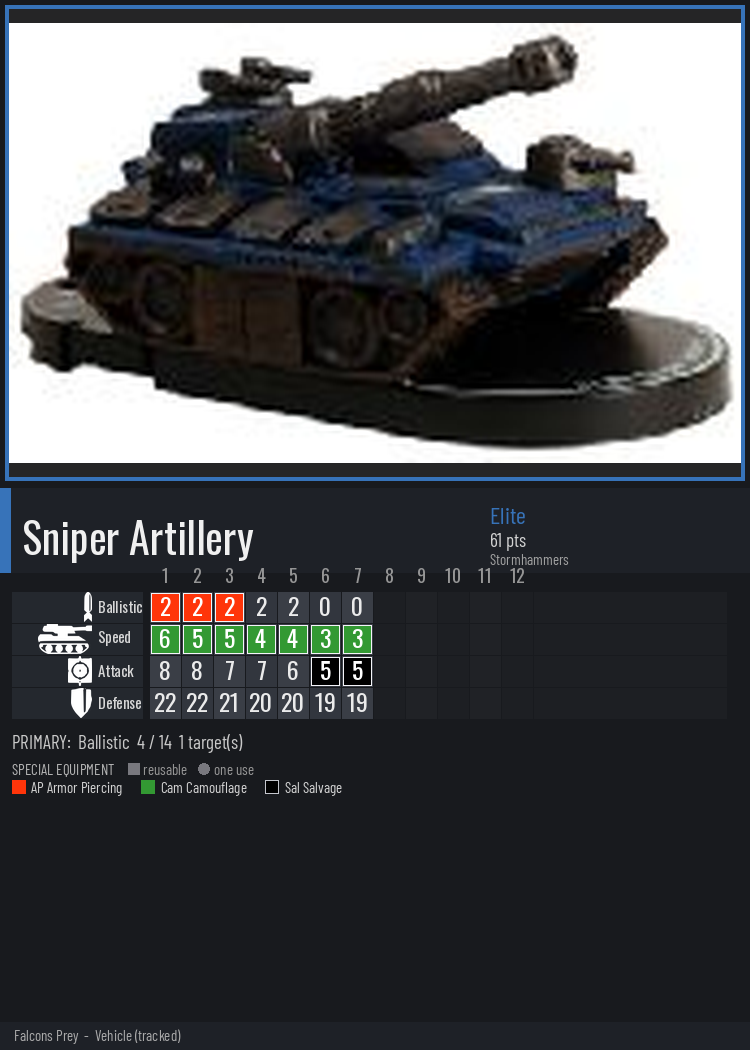 Sniper Artillery
Elite
61 pts
Stormhammers
1 2 3 4 5 6 7 8 9 10 11 12
Ballistic 2 2 2 2 2 0 0
Speed 6 5 5 4 4 3 3
Attack 8 8 7 7 6 5 5
Defense 22 22 21 20 20 19 19
PRIMARY: Ballistic 4 / 14 1 target(s)
SPECIAL EQUIPMENT reusable one use
AP Armor Piercing Cam Camouflage Sal Salvage
Falcons Prey - Vehicle (tracked)